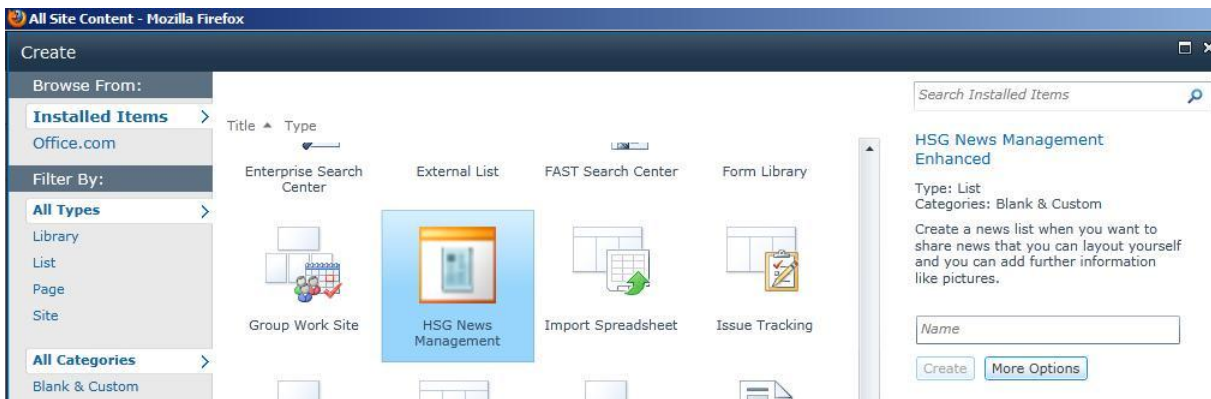 All Site Content - Mozilla Firefox
Create
Browse From:
Installed Items
Office.com
Filter By:
All Types
Library
List
Page
Site
All Categories
Blank & Custom
Title Type
Enterprise Search
Center
External List
FAST Search Center
Form Library
Group Work Site
HSG News
Management
Import Spreadsheet
Issue Tracking
Search Installed Items
HSG News Management
Enhanced
Type: List
Categories: Blank & Custom
Create a news list when you want to
share news that you can layout yourself
and you can add further information
like pictures.
Name
Create
More Options